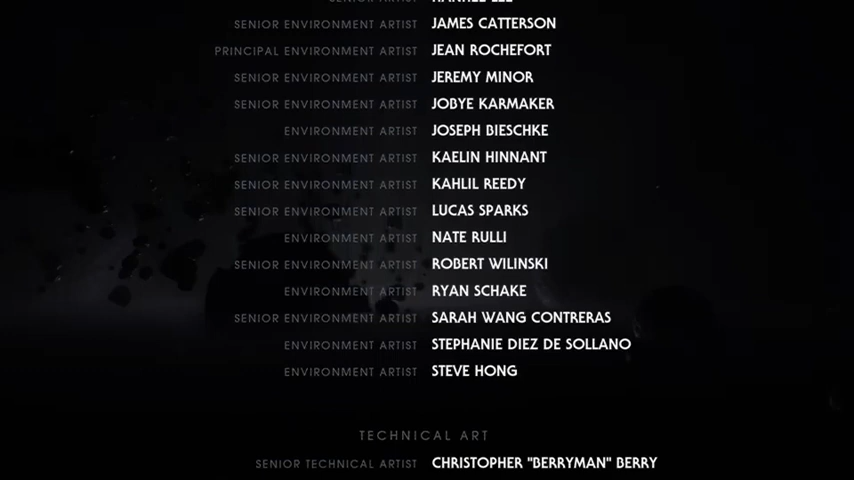 SENIOR ENVIRONMENT ARTIST JAMES CATTERSON
PRINCIPAL ENVIRONMENT ARTIST JEAN ROCHEFORT
SENIOR ENVIRONMENT ARTIST JEREMY MINOR
SENIOR ENVIRONMENT ARTIST JOBYE KARMAKER
ENVIRONMENT ARTIST JOSEPH BIESCHKE
SENIOR ENVIRONMENT ARTIST KAELIN HINNANT
SENIOR ENVIRONMENT ARTIST KAHLIL REEDY
SENIOR ENVIRONMENT ARTIST LUCAS SPARKS
ENVIRONMENT ARTIST NATE RULLI
SENIOR ENVIRONMENT ARTIST ROBERT WILINSKI
ENVIRONMENT ARTIST RYAN SCHAKE
SENIOR ENVIRONMENT ARTIST SARAH WANG CONTRERAS
ENVIRONMENT ARTIST STEPHANIE DIEZ DE SOLLANO
ENVIRONMENT ARTIST STEVE HONG
TECHNICAL ART
SENIOR TECHNICAL ARTIST CHRISTOPHER "BERRYMAN" BERRY